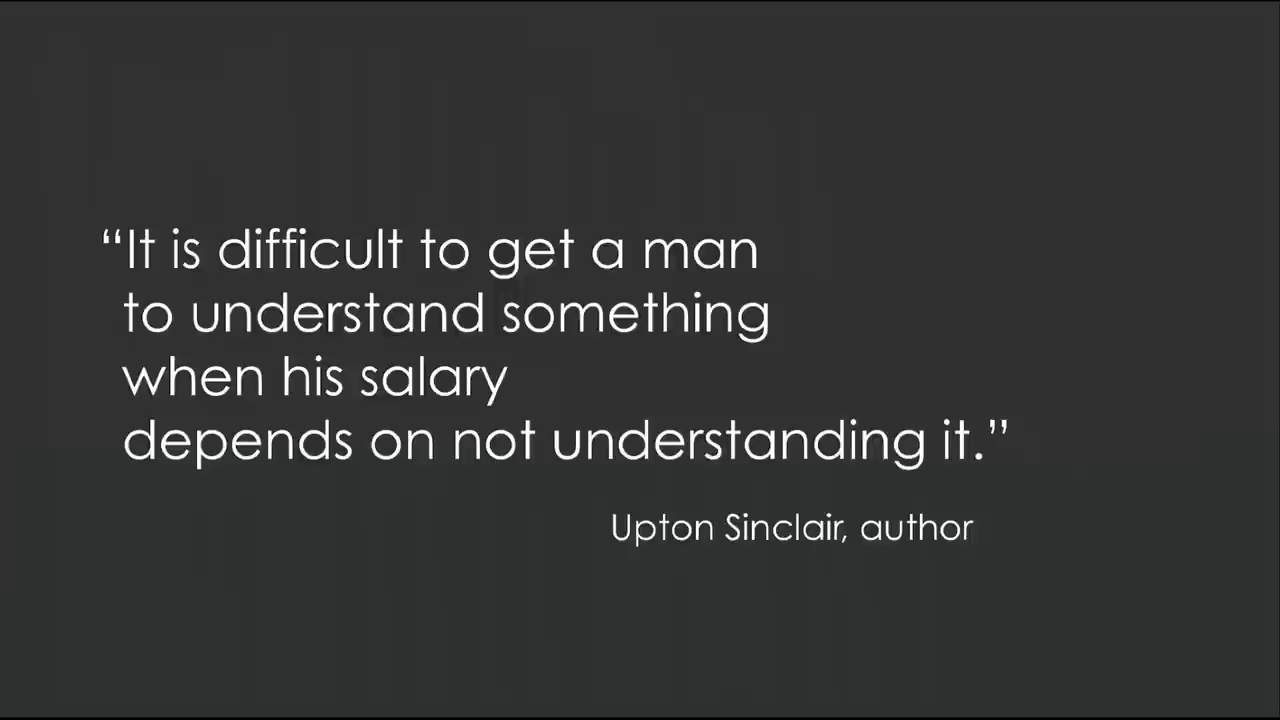 “It is difficult to get a man
to understand something
when his salary
depends on not understanding it.”
Upton Sinclair, author